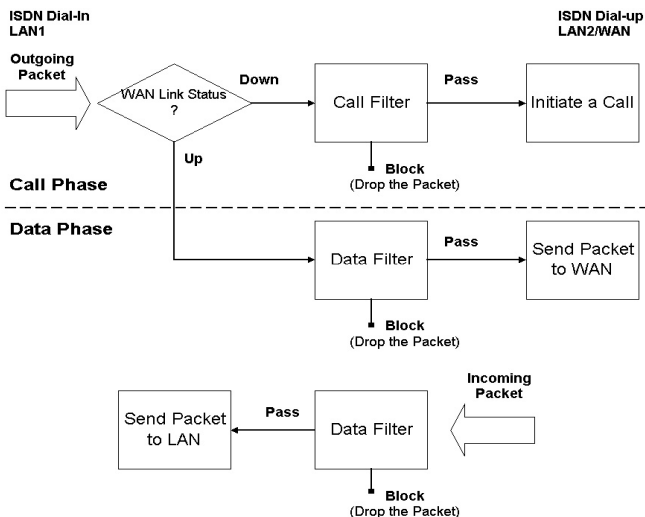 ISDN Dial-In
LAN1
ISDN Dial-up
LAN2/WAN
Outgoing
Packet
WAN Link Status
?
Down
Call Filter
Pass
Initiate a Call
Up
Block
(Drop the Packet)
Call Phase
Data Phase
Data Filter
Pass
Send Packet
to WAN
Block
(Drop the Packet)
Incoming
Packet
Send Packet
to LAN
Pass
Data Filter
Block
(Drop the Packet)